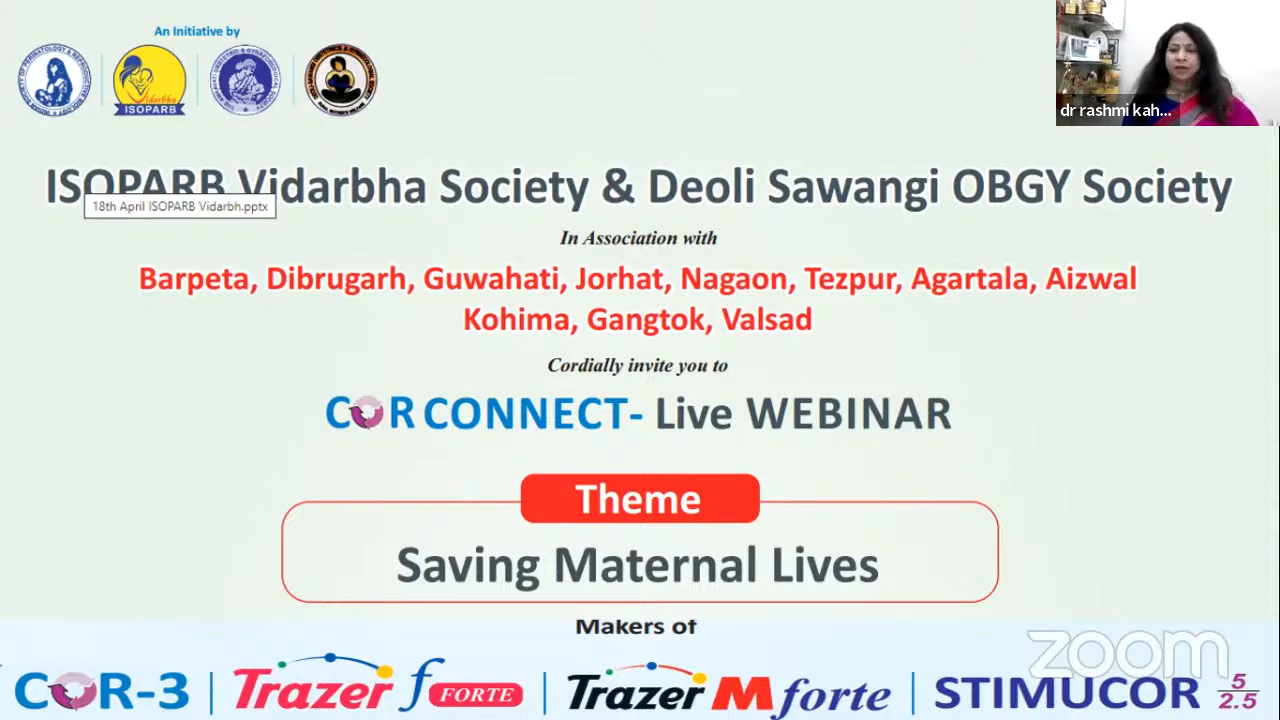 An Initiative by
Vidarbha
ISOPARB
dr rashmi kah...
ISOPARB Vidarbha Society & Deoli Sawangi OBGY Society
18th April ISOPARB Vidarbh.pptx
In Association with
Barpeta, Dibrugarh, Guwahati, Jorhat, Nagaon, Tezpur, Agartala, Aizwal
Kohima, Gangtok, Valsad
Cordially invite you to
COR CONNECT- Live WEBINAR
Theme
Saving Maternal Lives
Makers of
zoom
COR-3 | Trazer f FORTE | Trazer M forte | STIMUCOR 5
2.5